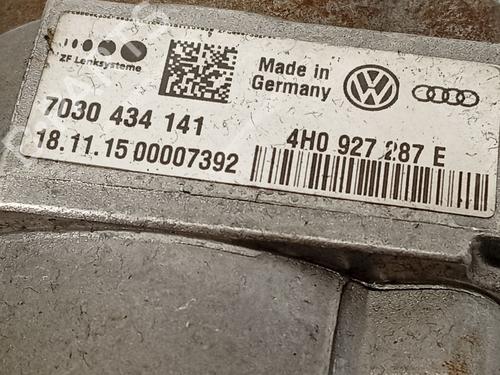 ZF Lenksysteme
Made in
Germany
7030 434 141
18.11.15 00007392
4H0 927 287 E